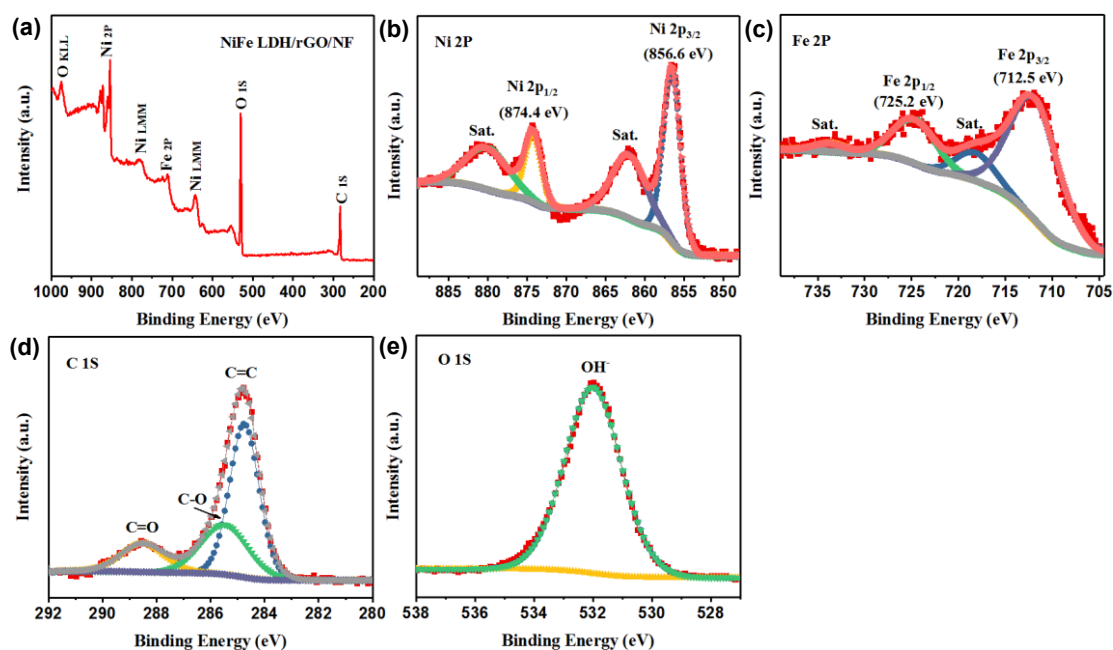 (a)
NiFe LDH/rGO/NF
O KLL
Ni 2P
Ni LMM
Fe 2P
Ni LMM
O 1S
C 1S
Intensity (a.u.)
1000 900 800 700 600 500 400 300 200
Binding Energy (eV)
(b)
Ni 2P
Ni 2p3/2
(856.6 eV)
Ni 2p1/2
(874.4 eV)
Sat.
Sat.
Intensity (a.u.)
885 880 875 870 865 860 855 850
Binding Energy (eV)
(c)
Fe 2P
Fe 2p3/2
(712.5 eV)
Fe 2p1/2
(725.2 eV)
Sat.
Sat.
Intensity (a.u.)
735 730 725 720 715 710 705
Binding Energy (eV)
(d)
C 1S
C=C
C-O
C=O
Intensity (a.u.)
292 290 288 286 284 282 280
Binding Energy (eV)
(e)
O 1S
OH-
Intensity (a.u.)
538 536 534 532 530 528
Binding Energy (eV)